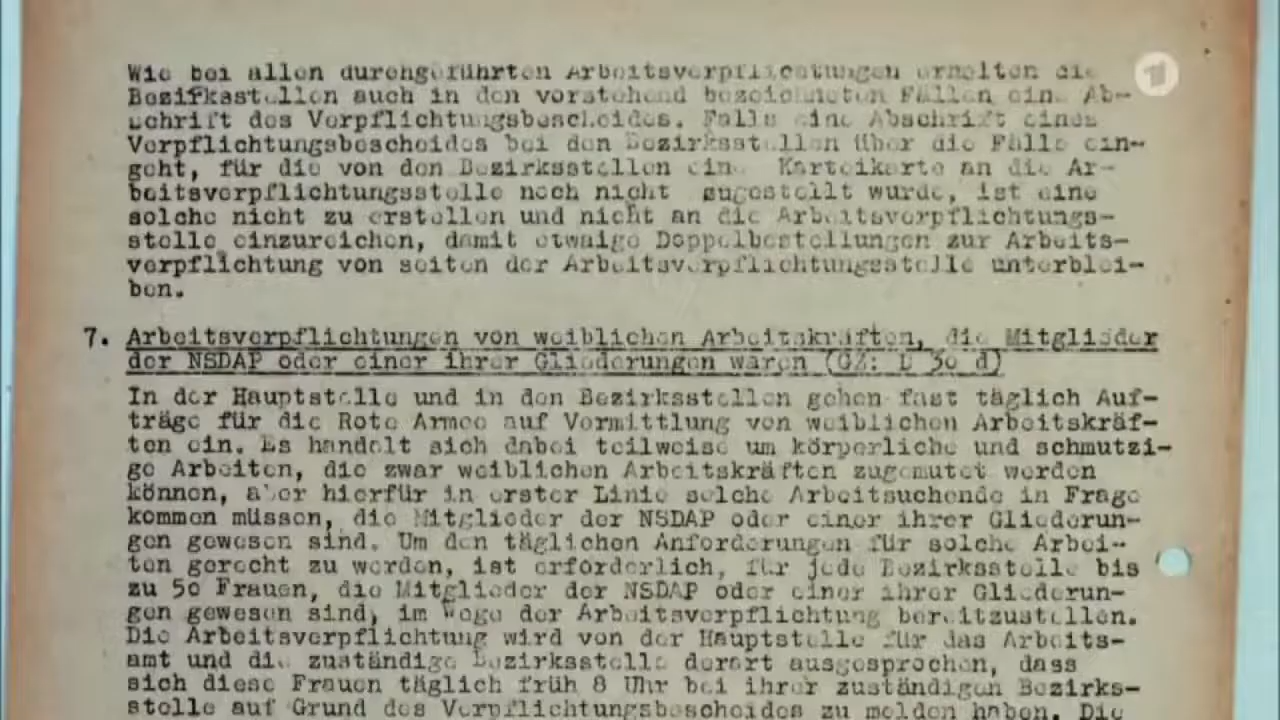 Wie bei allen durchgeführten Arbeitsverpflichtungen erhalten die
Bezirkastellen auch in den vorstehend bezeichneten Fällen eine Ab-
schrift des Verpflichtungsbescheides. Falls eine Abschrift eines
Verpflichtungsbescheides bei den Bezirksstellen über die Fälle ein-
geht, für die von den Bezirksstellen eine Karteikarte an die Ar-
beitsverpflichtungsstelle noch nicht zugestellt wurde, ist eine
solche nicht zu erstellen und nicht an die Arbeitsverpflichtungs-
stelle einzureichen, damit etwaige Doppelbestellungen zur Arbeits-
verpflichtung von seiten der Arbeitsverpflichtungsstelle unterblei-
ben.
7. Arbeitsverpflichtungen von weiblichen Arbeitskräften, die Mitglieder
der NSDAP oder einer ihrer Gliederungen waren (GZ: D 50 d)
In der Hauptstelle und in den Bezirksstellen gehen fast täglich Auf-
träge für die Rote Armee auf Vermittlung von weiblichen Arbeitskräf-
ten ein. Es handelt sich dabei teilweise um körperliche und schmutzi-
ge Arbeiten, die zwar weiblichen Arbeitskräften zugemutet werden
können, aber hierfür in erster Linie solche Arbeitsuchende in Frage
kommen müssen, die Mitglieder der NSDAP oder einer ihrer Gliederun-
gen gewesen sind. Um den täglichen Anforderungen für solche Arbei-
ten gerecht zu werden, ist erforderlich, für jede Bezirksstelle bis
zu 50 Frauen, die Mitglieder der NSDAP oder einer ihrer Gliederun-
gen gewesen sind, im Wege der Arbeitsverpflichtung bereitzustellen.
Die Arbeitsverpflichtung wird von der Hauptstelle für das Arbeits-
amt und die zuständige Bezirksstelle derart ausgesprochen, dass
sich diese Frauen täglich früh 8 Uhr bei ihrer zuständigen Bezirks-
stelle auf Grund des Verpflichtungsbescheides zu melden haben. Die